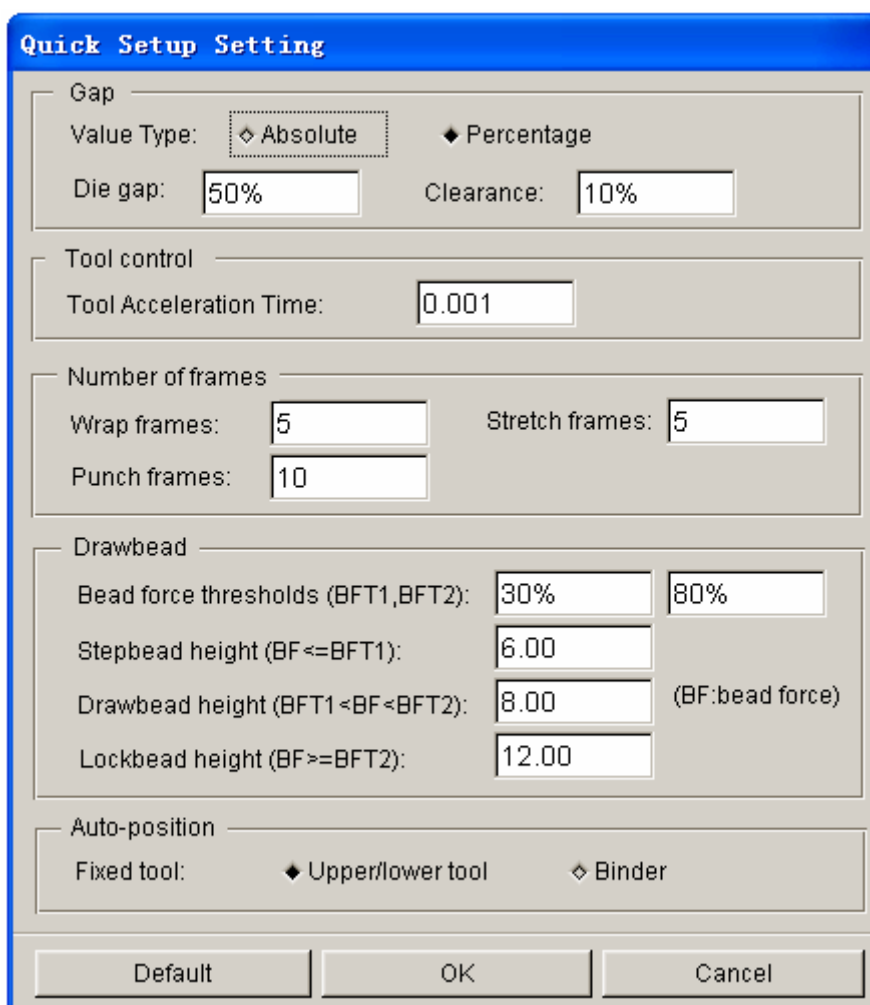 Quick Setup Setting
Gap
Value Type: Absolute Percentage
Die gap: 50% Clearance: 10%
Tool control
Tool Acceleration Time: 0.001
Number of frames
Wrap frames: 5 Stretch frames: 5
Punch frames: 10
Drawbead
Bead force thresholds (BFT1,BFT2): 30% 80%
Stepbead height (BF<=BFT1): 6.00
Drawbead height (BFT1<BF<BFT2): 8.00 (BF:bead force)
Lockbead height (BF>=BFT2): 12.00
Auto-position
Fixed tool: Upper/lower tool Binder
Default OK Cancel